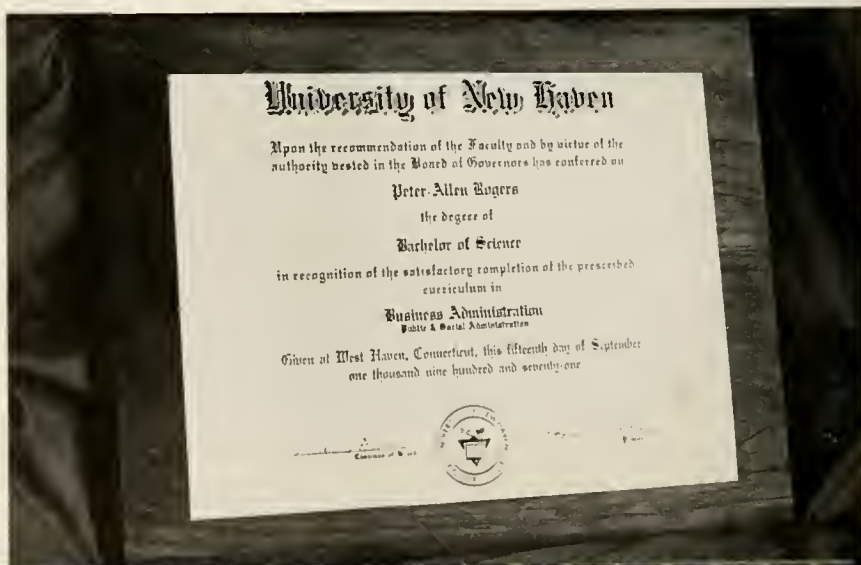 University of New Haven
Upon the recommendation of the Faculty and by virtue of the
authority vested in the Board of Governors has conferred on
Peter Allen Rogers
the degree of
Bachelor of Science
in recognition of the satisfactory completion of the prescribed
curriculum in
Business Administration
Public & Social Administration
Given at West Haven, Connecticut, this fifteenth day of September
one thousand nine hundred and seventy-one